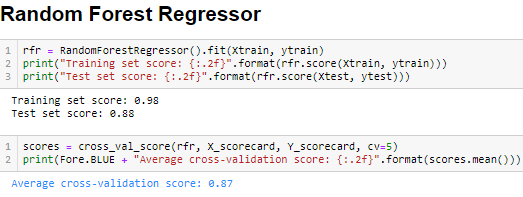 Random Forest Regressor
1 rfr = RandomForestRegressor().fit(Xtrain, ytrain)
2 print("Training set score: {:.2f}".format(rfr.score(Xtrain, ytrain)))
3 print("Test set score: {:.2f}".format(rfr.score(Xtest, ytest)))
Training set score: 0.98
Test set score: 0.88
1 scores = cross_val_score(rfr, X_scorecard, Y_scorecard, cv=5)
2 print(Fore.BLUE + "Average cross-validation score: {:.2f}".format(scores.mean()))
Average cross-validation score: 0.87